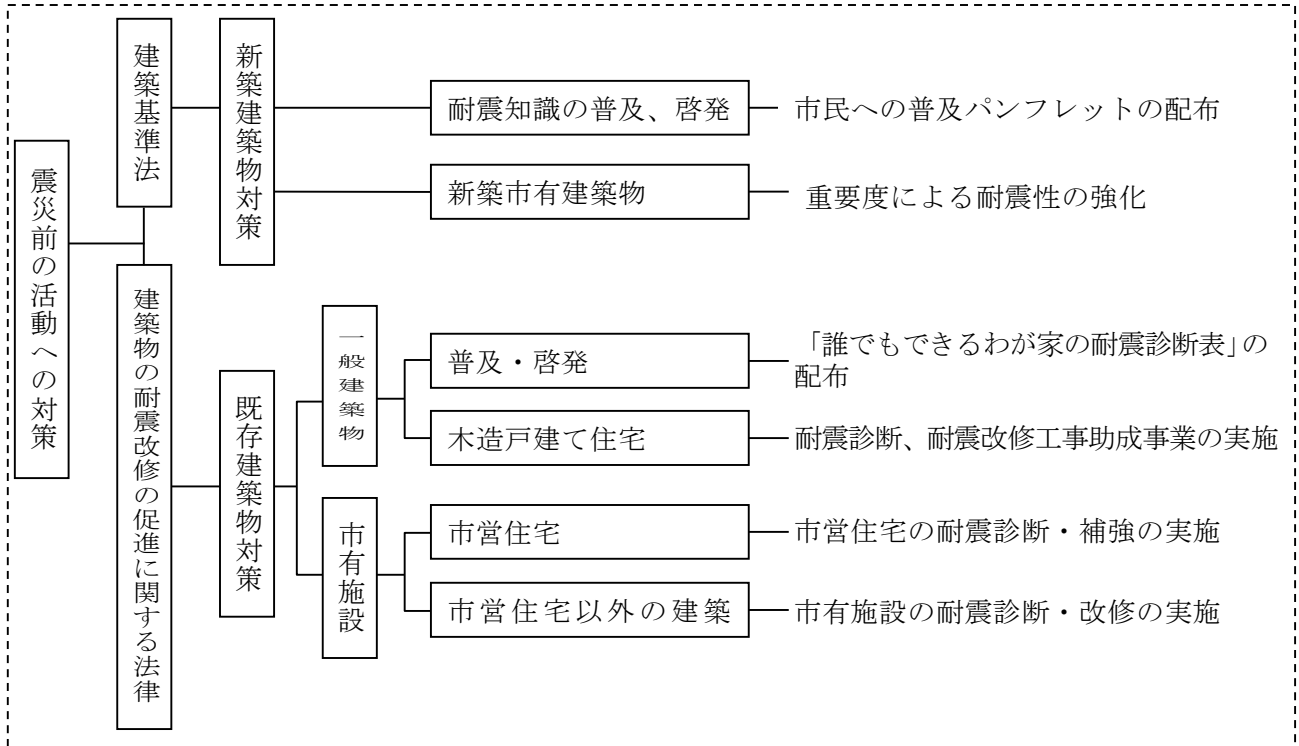 震災前の活動への対策
建築基準法
新築建築物対策
耐震知識の普及、啓発
市民への普及パンフレットの配布
新築市有建築物
重要度による耐震性の強化
建築物の耐震改修の促進に関する法律
既存建築物対策
一般建築物
普及・啓発
「誰でもできるわが家の耐震診断表」の
配布
木造戸建て住宅
耐震診断、耐震改修工事助成事業の実施
市有施設
市営住宅
市営住宅の耐震診断・補強の実施
市営住宅以外の建築
市有施設の耐震診断・改修の実施